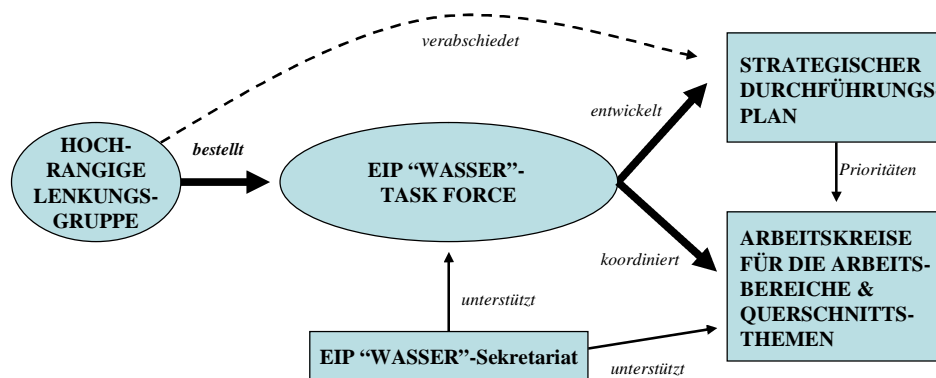 verabschiedet
STRATEGISCHER
DURCHFÜHRUNGS
PLAN
entwickelt
HOCH-
RANGIGE
LENKUNGS-
GRUPPE
bestellt
EIP “WASSER”-
TASK FORCE
Prioritäten
koordiniert
ARBEITSKREISE
FÜR DIE ARBEITS-
BEREICHE &
QUERSCHNITTS-
THEMEN
unterstützt
EIP “WASSER”-Sekretariat
unterstützt